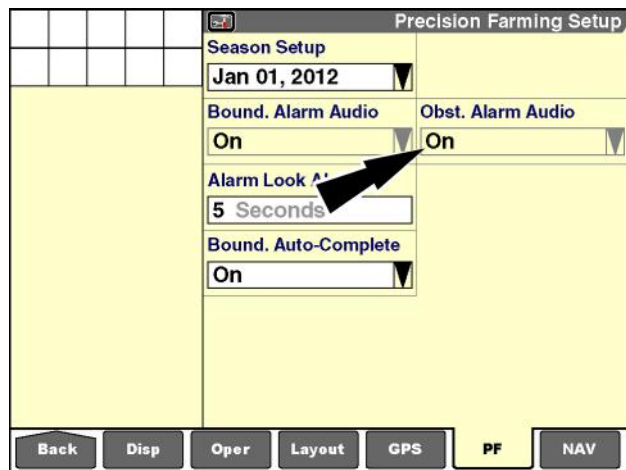 Precision Farming Setup
Season Setup
Jan 01, 2012
Bound. Alarm Audio
Obst. Alarm Audio
On
On
Alarm Look
5 Seconds
Bound. Auto-Complete
On
Back
Disp
Oper
Layout
GPS
PF
NAV